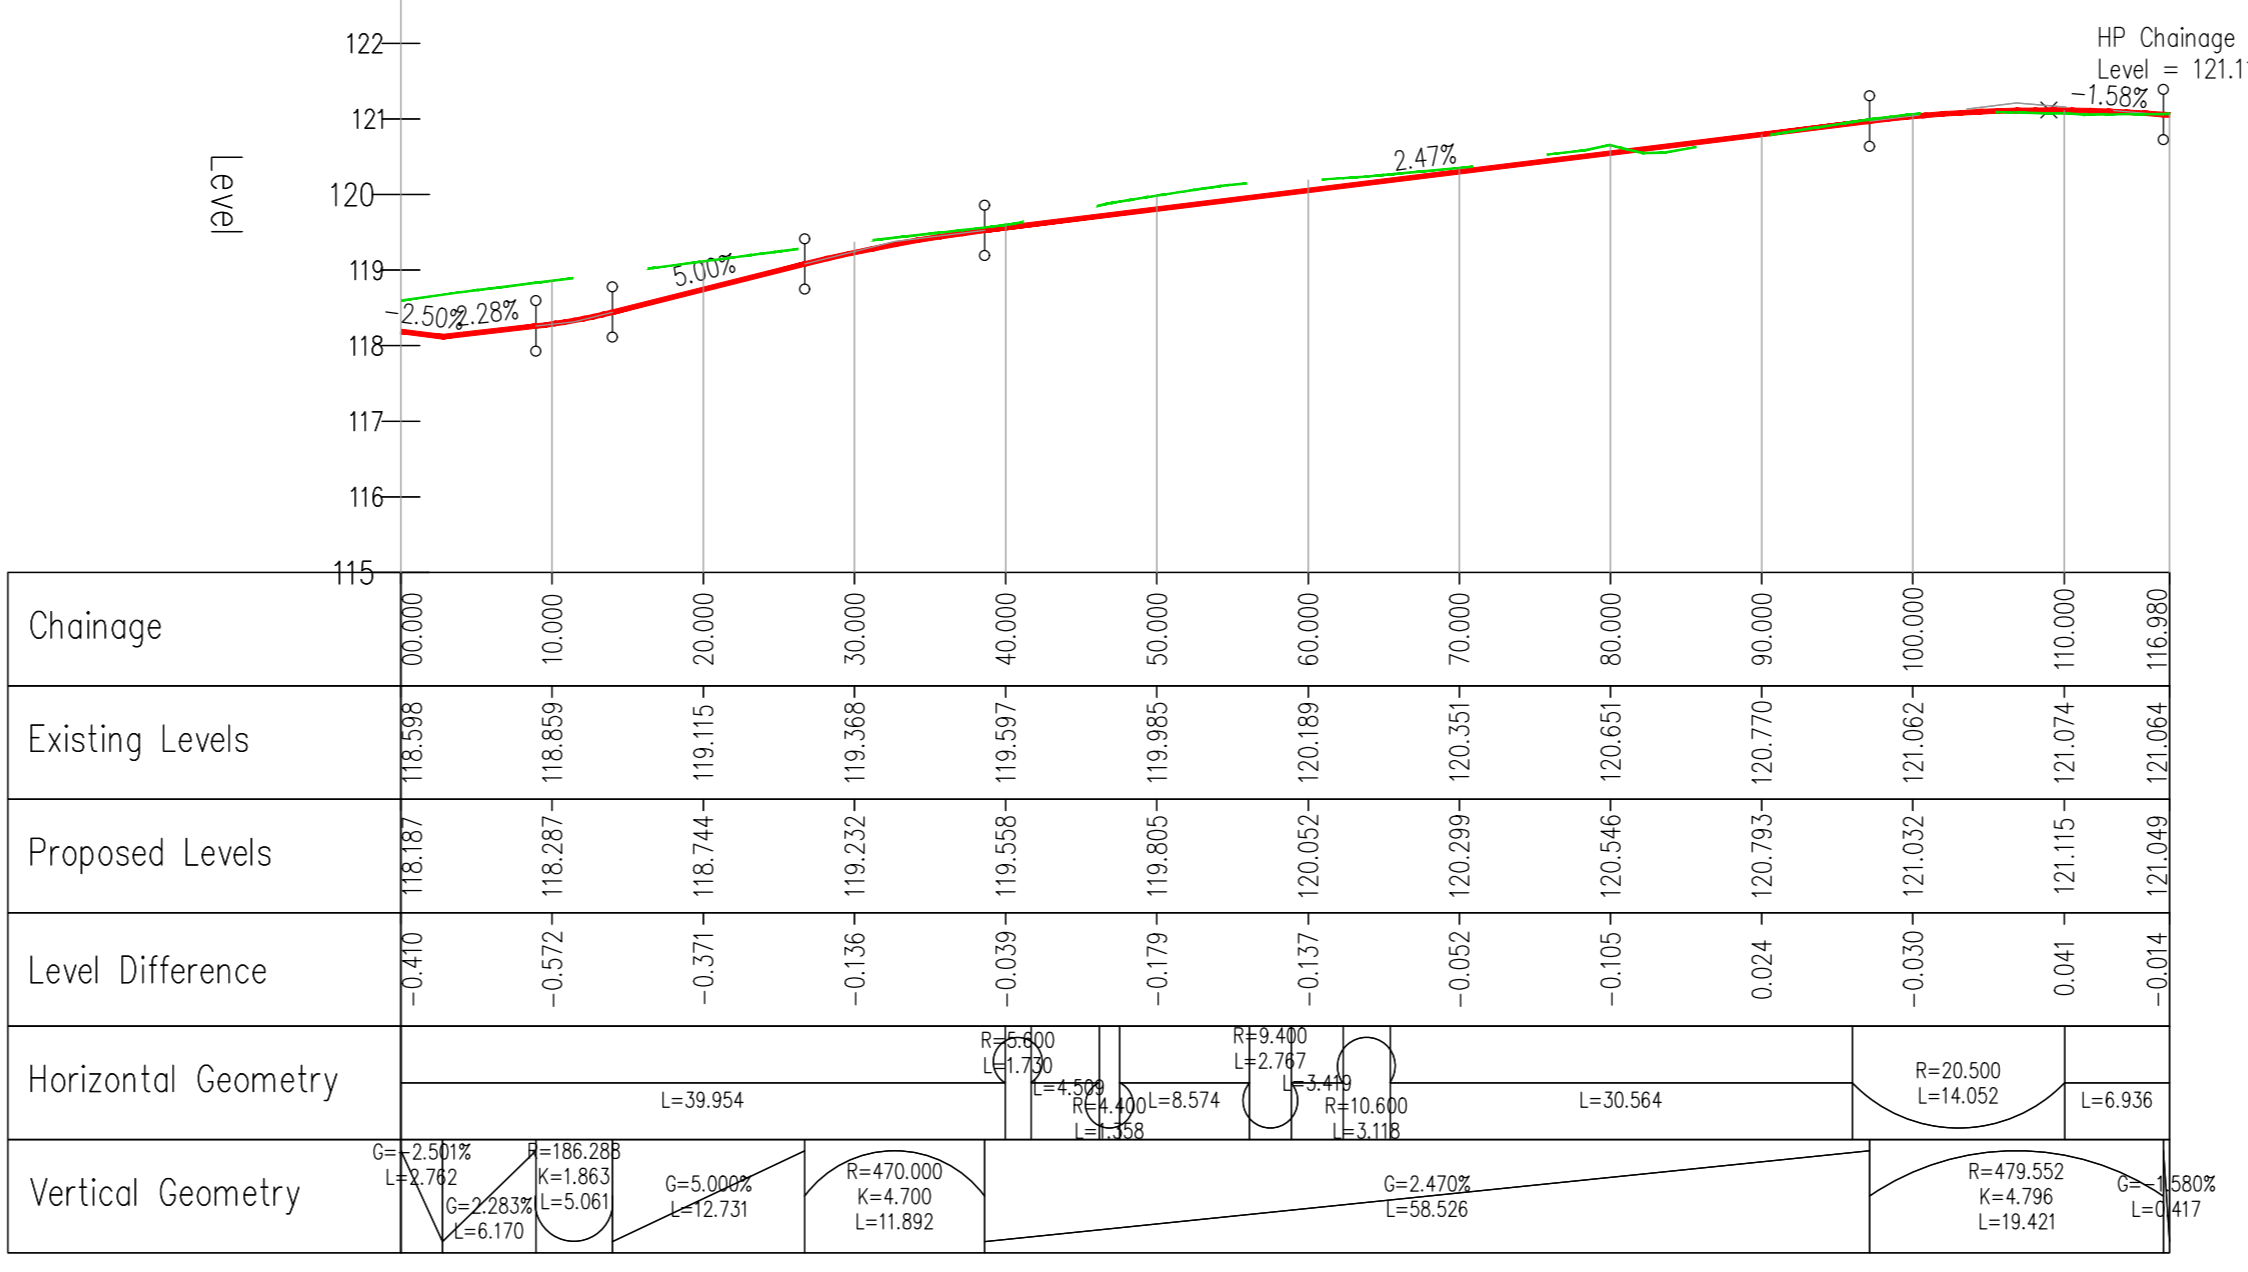 HP Chainage
Level = 121.1
122
121
120
119
118
117
116
115
Level
-2.50%
2.28%
5.00%
2.47%
-1.58%
Chainage
00.000
10.000
20.000
30.000
40.000
50.000
60.000
70.000
80.000
90.000
100.000
110.000
116.980
Existing Levels
118.598
118.859
119.115
119.368
119.597
119.985
120.189
120.351
120.651
120.770
121.062
121.074
121.064
Proposed Levels
118.187
118.287
118.744
119.232
119.558
119.805
120.052
120.299
120.546
120.793
121.032
121.115
121.049
Level Difference
-0.410
-0.572
-0.371
-0.136
-0.039
-0.179
-0.137
-0.052
-0.105
0.024
-0.030
0.041
-0.014
Horizontal Geometry
L=39.954
R=5.600
L=1.730
L=4.509
R=4.400
L=1.358
L=8.574
R=9.400
L=2.767
L=3.419
R=10.600
L=3.118
L=30.564
R=20.500
L=14.052
L=6.936
Vertical Geometry
G=-2.501%
L=2.762
G=2.283%
L=6.170
R=186.288
K=1.863
L=5.061
G=5.000%
L=12.731
R=470.000
K=4.700
L=11.892
G=2.470%
L=58.526
R=479.552
K=4.796
L=19.421
G=-1.580%
L=0.417